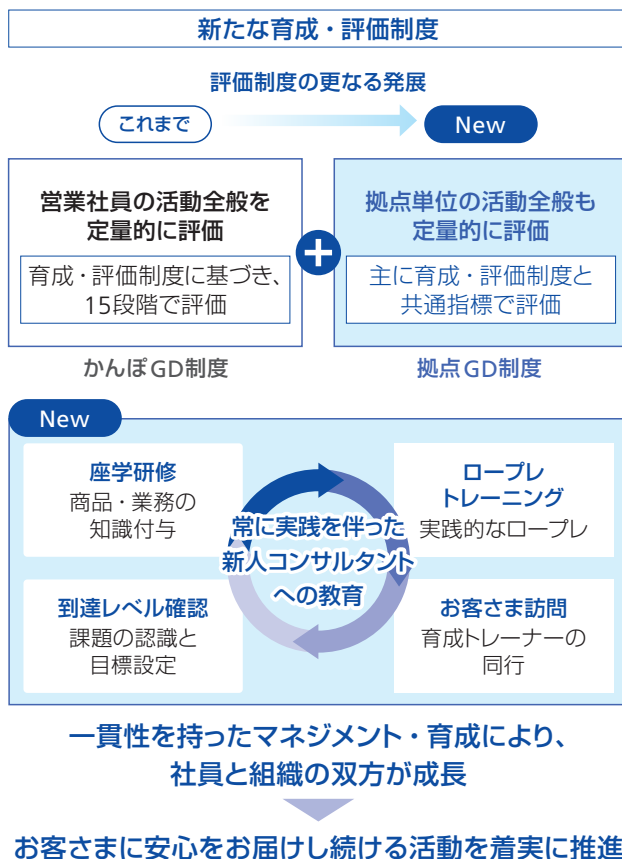 新たな育成・評価制度
評価制度の更なる発展
これまで
New
営業社員の活動全般を
定量的に評価
育成・評価制度に基づき、
15段階で評価
かんぽGD制度
拠点単位の活動全般も
定量的に評価
主に育成・評価制度と
共通指標で評価
拠点GD制度
New
座学研修
商品・業務の
知識付与
ロープレ
トレーニング
実践的なロープレ
常に実践を伴った
新人コンサルタント
への教育
到達レベル確認
課題の認識と
目標設定
お客さま訪問
育成トレーナーの
同行
一貫性を持ったマネジメント・育成により、
社員と組織の双方が成長
お客さまに安心をお届けし続ける活動を着実に推進